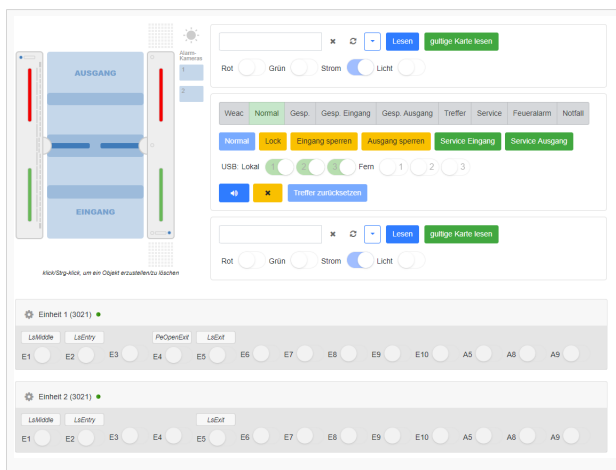 Alarm-
Kameras
1
2
AUSGANG
EINGANG
klick/Strg-klick, um ein Objekt erzustellen/zu löschen
Lesen gultige Karte lesen
Rot Grün Strom Licht
Weac Normal Gesp. Gesp. Eingang Gesp. Ausgang Treffer Service Feueralarm Notfall
Normal Lock Eingang sperren Ausgang sperren Service Eingang Service Ausgang
USB: Lokal 1 2 3 Fern 1 2 3
Treffer zurücksetzen
Lesen gultige Karte lesen
Rot Grün Strom Licht
Einheit 1 (3021)
LsMiddle LsEntry PeOpenExit LsExit
E1 E2 E3 E4 E5 E6 E7 E8 E9 E10 A5 A8 A9
Einheit 2 (3021)
LsMiddle LsEntry LsExit
E1 E2 E3 E4 E5 E6 E7 E8 E9 E10 A5 A8 A9